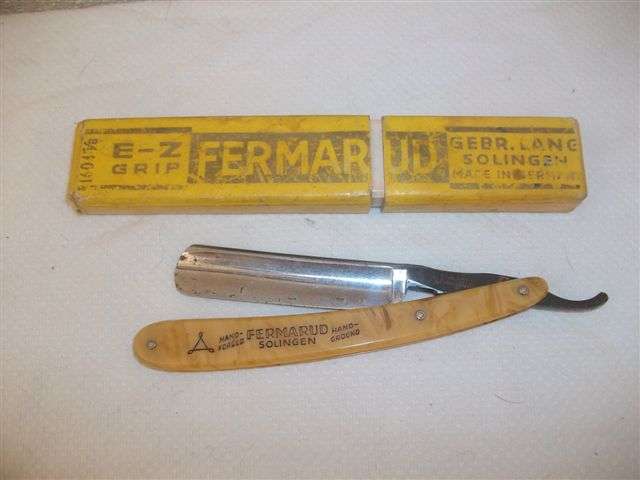 E-Z
GRIP
FERMARUD
GEBR. LANG
SOLINGEN
MADE IN GERMANY
HAND-
FORGED
FERMARUD
SOLINGEN
HAND-
GROUND